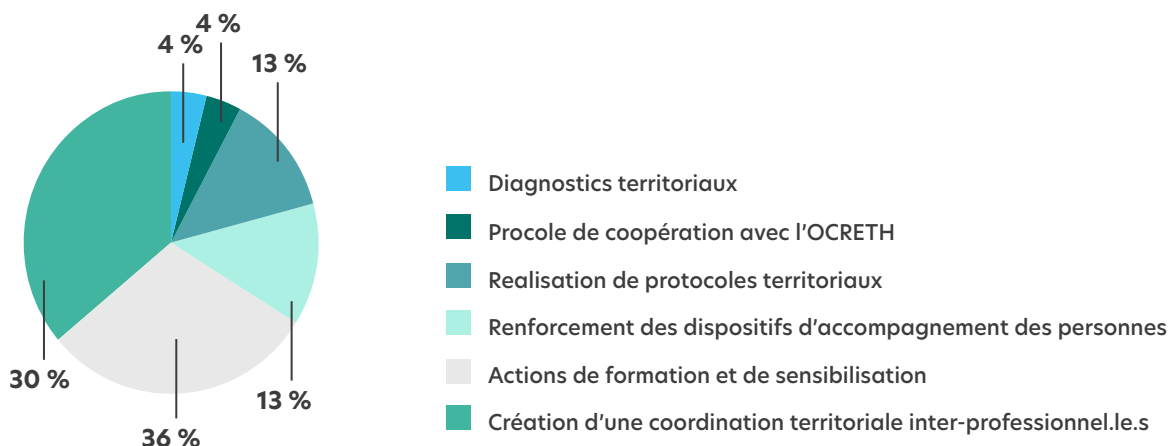 4 %
4 %
13 %
30 %
36 %
13 %
Diagnostics territoriaux
Procole de coopération avec l'OCRETH
Realisation de protocoles territoriaux
Renforcement des dispositifs d'accompagnement des personnes
Actions de formation et de sensibilisation
Création d'une coordination territoriale inter-professionnel.le.s